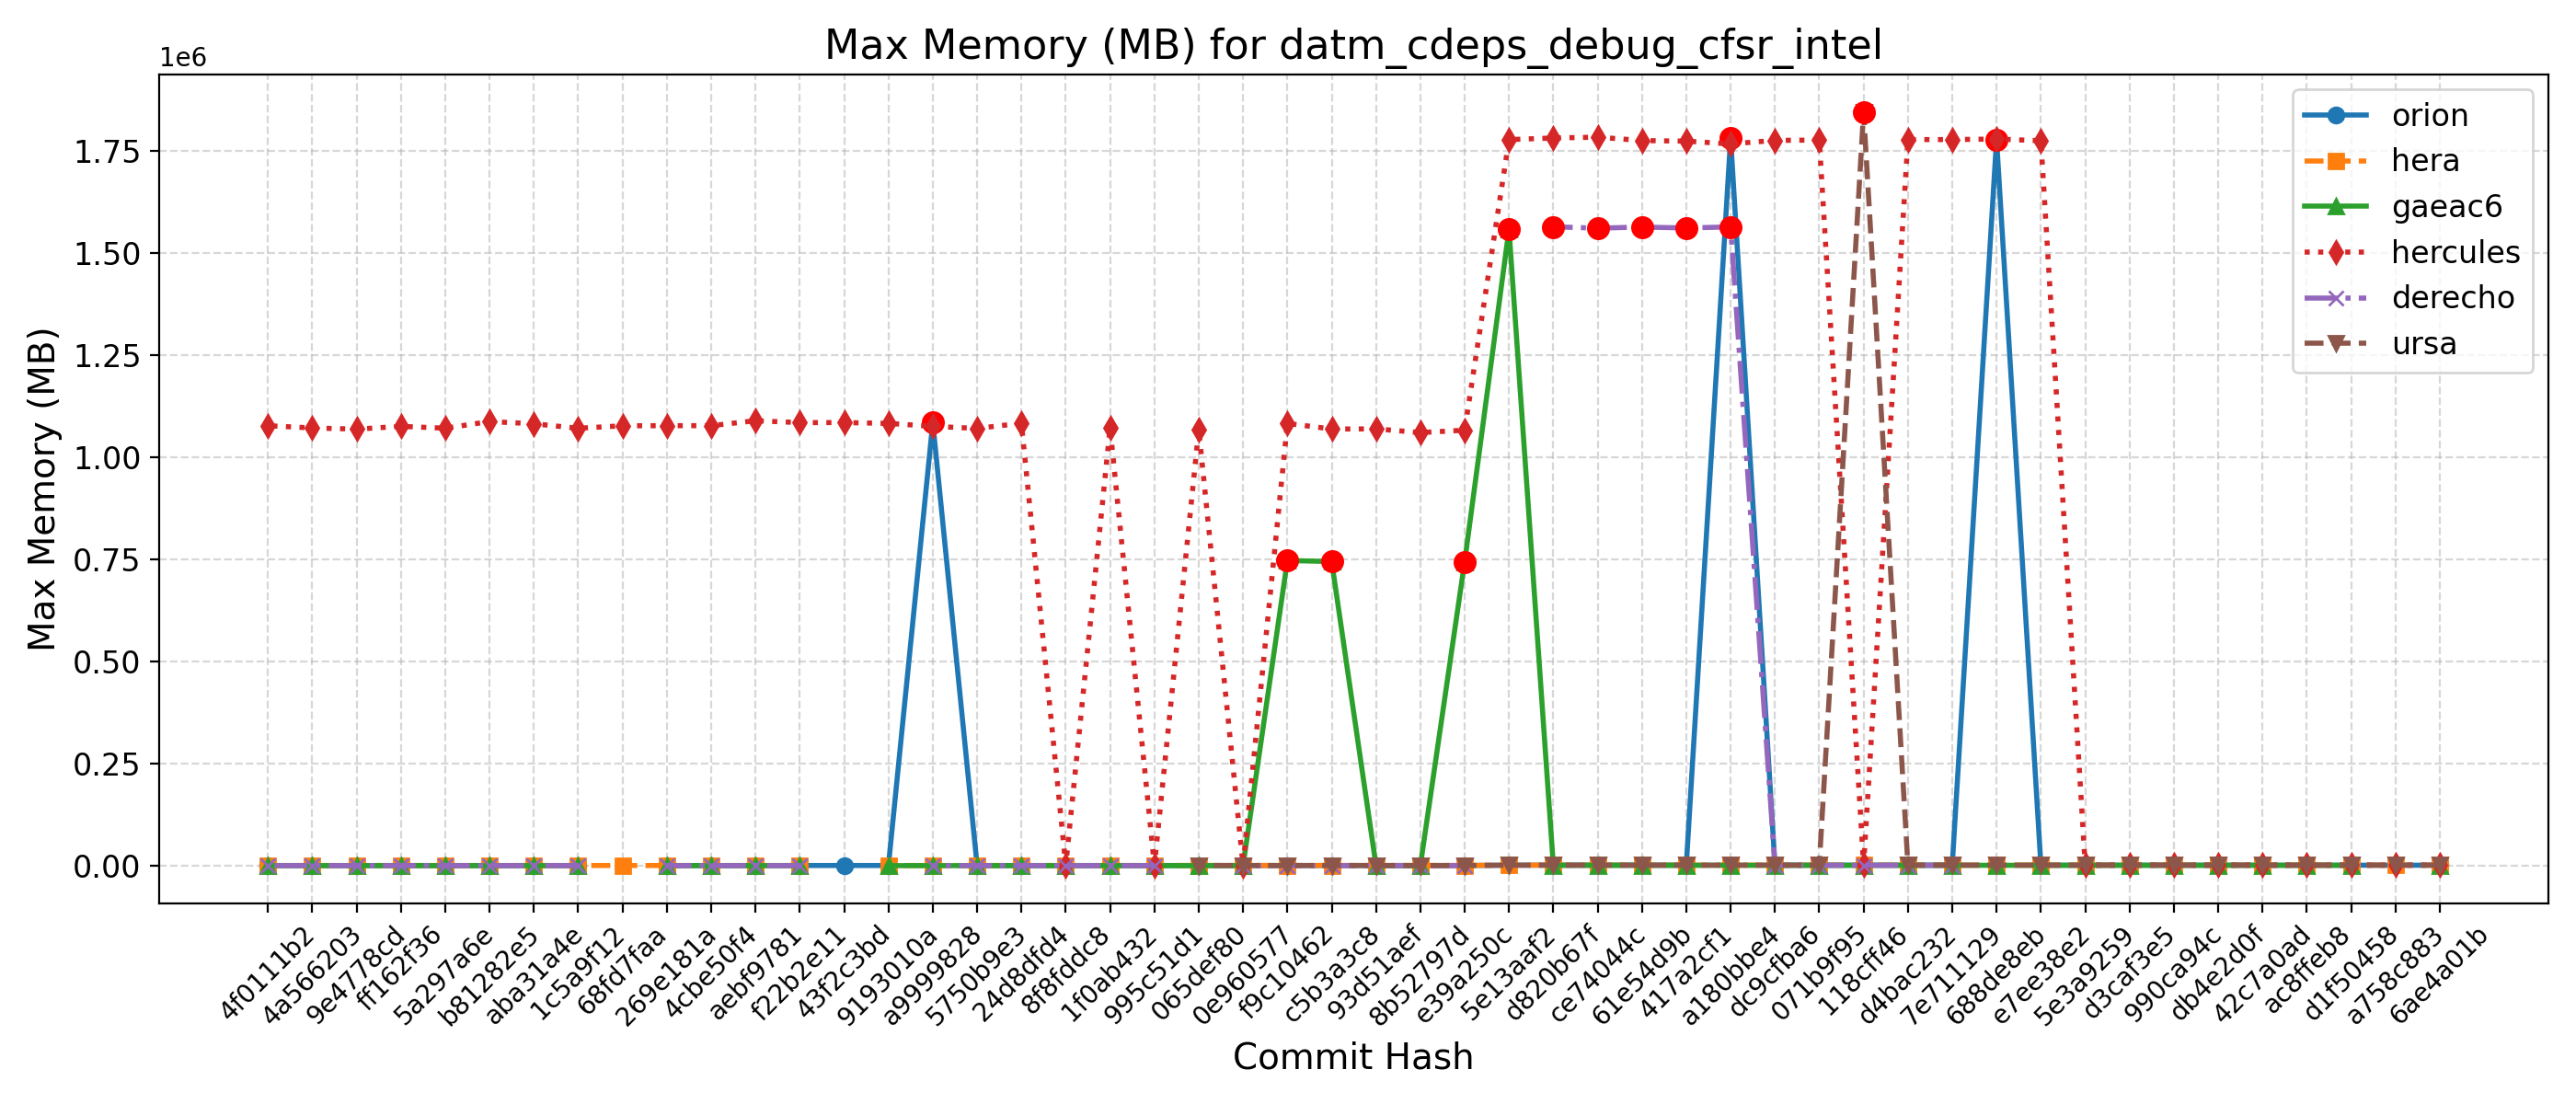 Max Memory (MB) for datm_cdeps_debug_cfsr_intel
1e6
1.75
1.50
1.25
1.00
0.75
0.50
0.25
0.00
Max Memory (MB)
orion
hera
gaeac6
hercules
derecho
ursa
4f0111b2
4a566203
9e4778cd
ff162f36
5a297a6e
b81282e5
aba31a4e
1c5a9f12
68fd7faa
269e181a
4cbe50f4
aebf9781
f22b2e11
43f2c3bd
9193010a
a9999828
5750b9e3
24d8dfd4
8f8fddc8
1f0ab432
995c51d1
065def80
0e960577
f9c10462
c5b3a3c8
93d51aef
8b52797d
e39a250c
5e13aaf2
d820b67f
ce74044c
61e54d9b
417a2cf1
a180bbe4
dc9cfba6
071b9f95
118cff46
d4bac232
7e711129
688de8eb
e7ee38e2
5e3a9259
d3caf3e5
990ca94c
db4e2d0f
42c7a0ad
ac8ffeb8
d1f50458
a758c883
6ae4a01b
Commit Hash